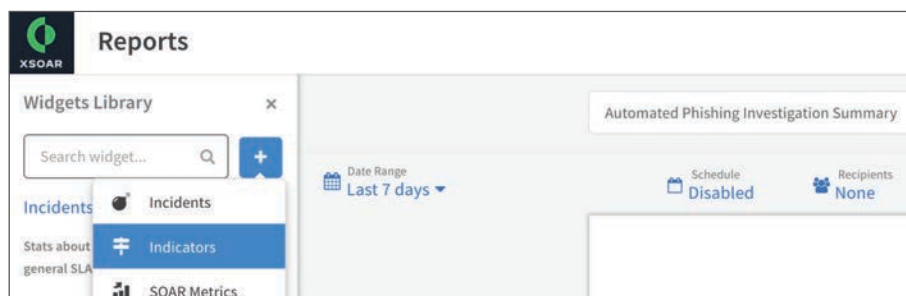 XSOAR
Reports
Widgets Library
Search widget...
Incidents
Stats about
general SLA
Incidents
Indicators
SOAR Metrics
Automated Phishing Investigation Summary
Date Range
Last 7 days
Schedule
Disabled
Recipients
None